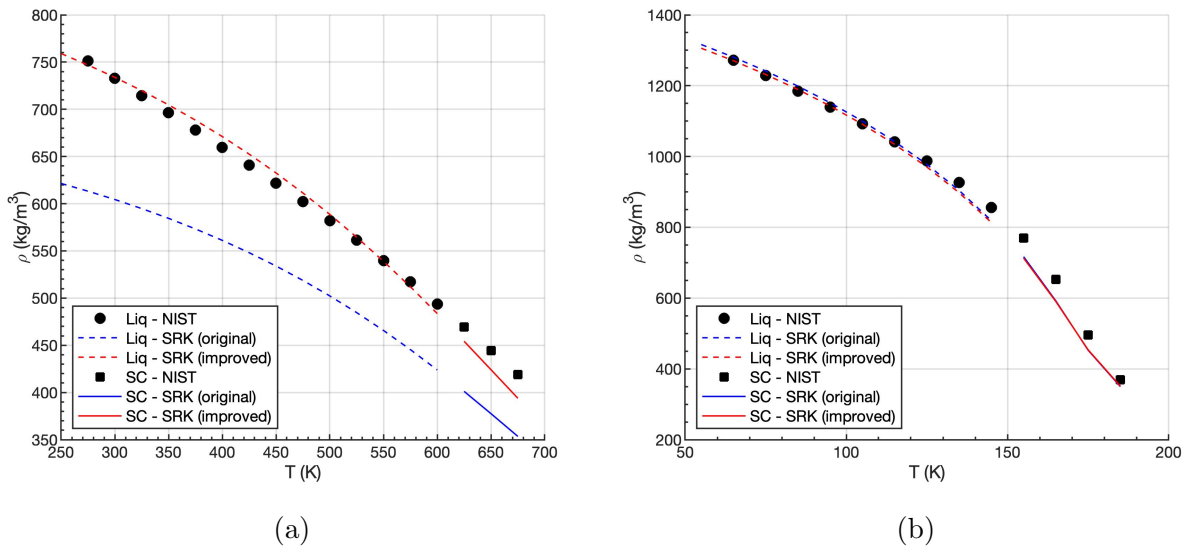 800
750
700
650
600
550
500
450
400
350
ρ (kg/m³)
Liq - NIST
Liq - SRK (original)
Liq - SRK (improved)
SC - NIST
SC - SRK (original)
SC - SRK (improved)
250 300 350 400 450 500 550 600 650 700
T (K)
(a)
1400
1200
1000
800
600
400
200
ρ (kg/m³)
Liq - NIST
Liq - SRK (original)
Liq - SRK (improved)
SC - NIST
SC - SRK (original)
SC - SRK (improved)
50 100 150 200
T (K)
(b)